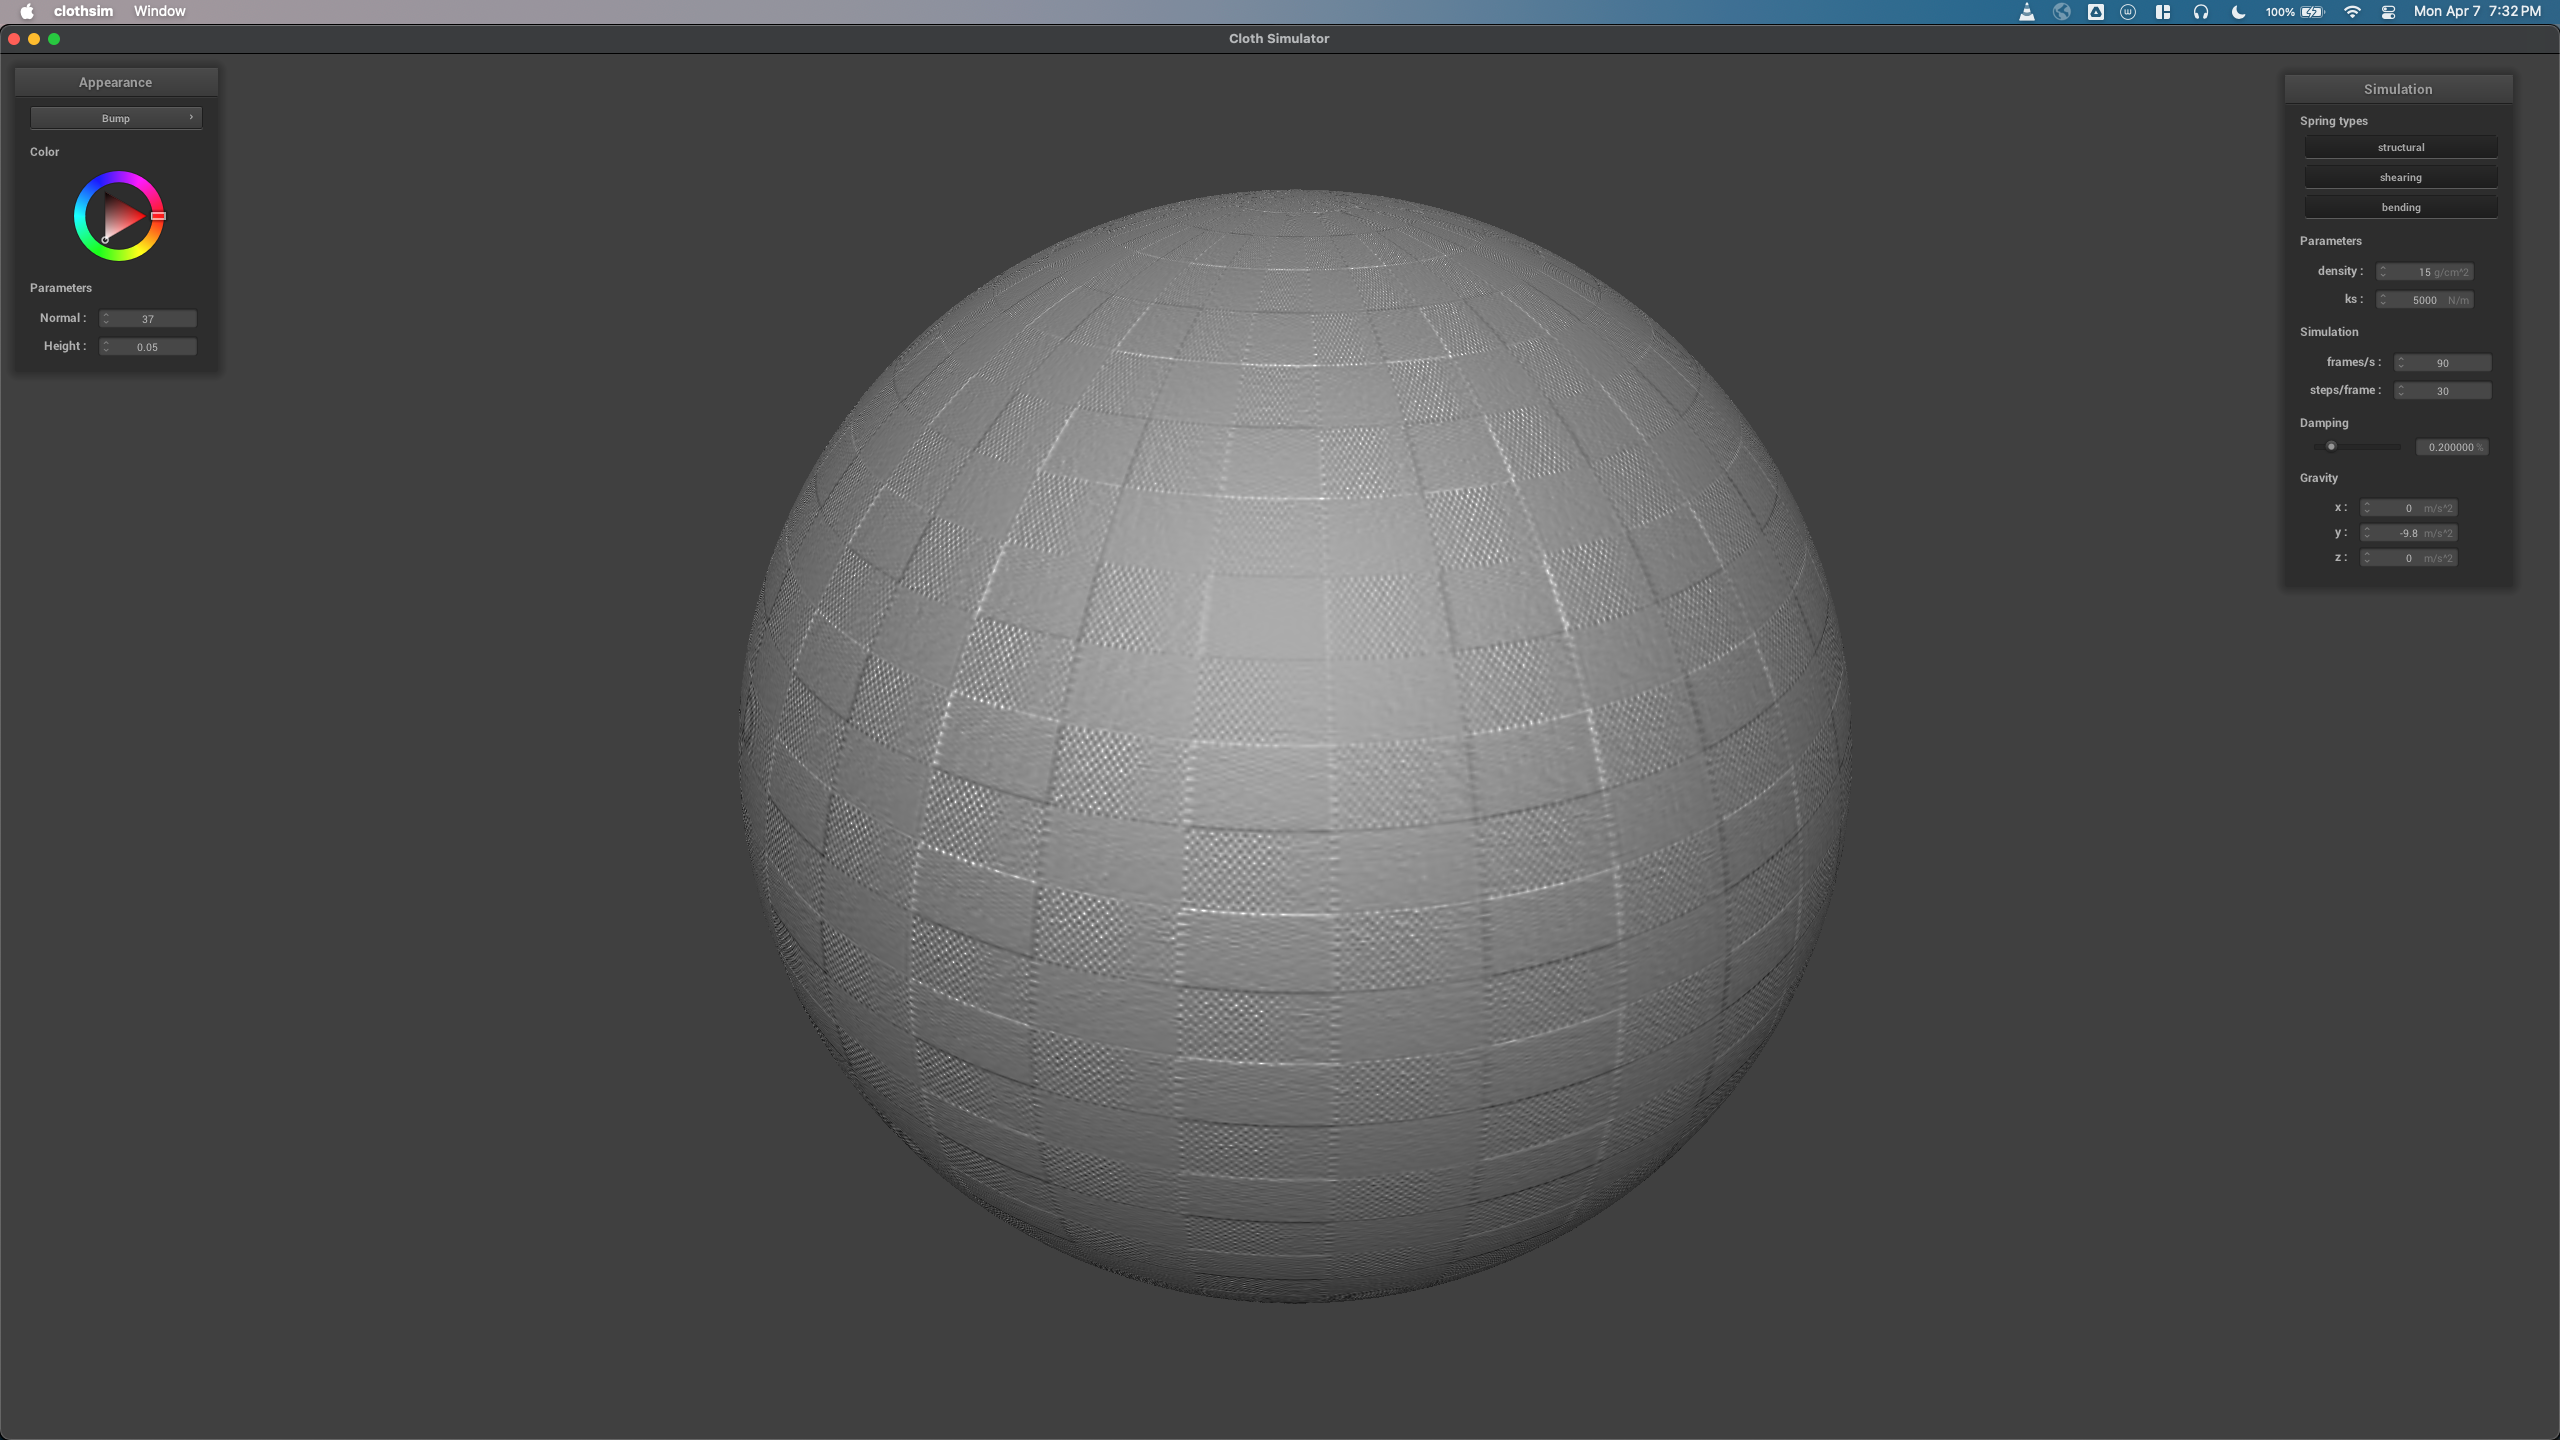 clothsim Window 100% Mon Apr 7 7:32 PM
Cloth Simulator
Appearance
Bump
Color
Parameters
Normal : 37
Height : 0.05
Simulation
Spring types
structural
shearing
bending
Parameters
density : 15 g/cm^2
ks : 5000 N/m
Simulation
frames/s : 90
steps/frame : 30
Damping
0.200000 %
Gravity
x : 0 m/s^2
y : -9.8 m/s^2
z : 0 m/s^2